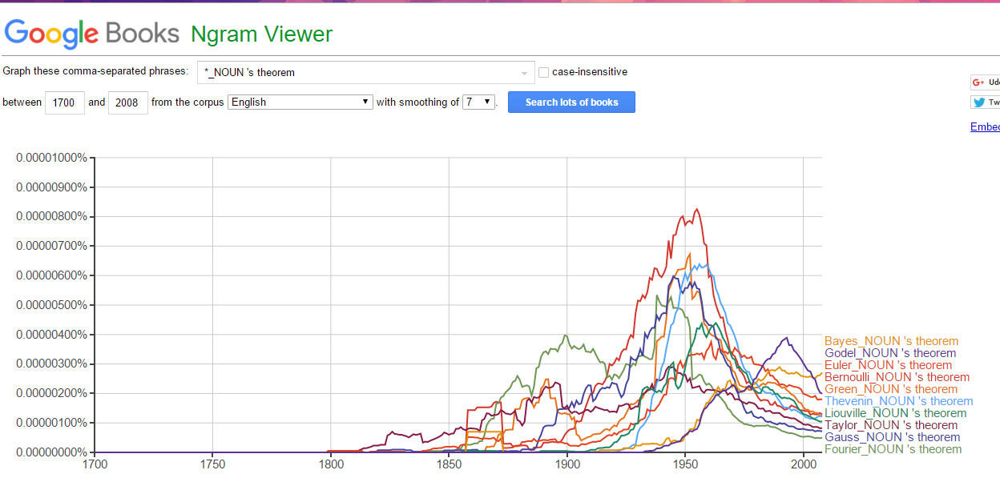 Google Books Ngram Viewer
Graph these comma-separated phrases: *_NOUN 's theorem case-insensitive
between 1700 and 2008 from the corpus English with smoothing of 7 . Search lots of books
G+ Udo
Tw
Embed
0.00001000%
0.00000900%
0.00000800%
0.00000700%
0.00000600%
0.00000500%
0.00000400%
0.00000300%
0.00000200%
0.00000100%
0.00000000%
1700 1750 1800 1850 1900 1950 2000
Bayes_NOUN 's theorem
Godel_NOUN 's theorem
Euler_NOUN 's theorem
Bernoulli_NOUN 's theorem
Green_NOUN 's theorem
Thevenin_NOUN 's theorem
Liouville_NOUN 's theorem
Taylor_NOUN 's theorem
Gauss_NOUN 's theorem
Fourier_NOUN 's theorem